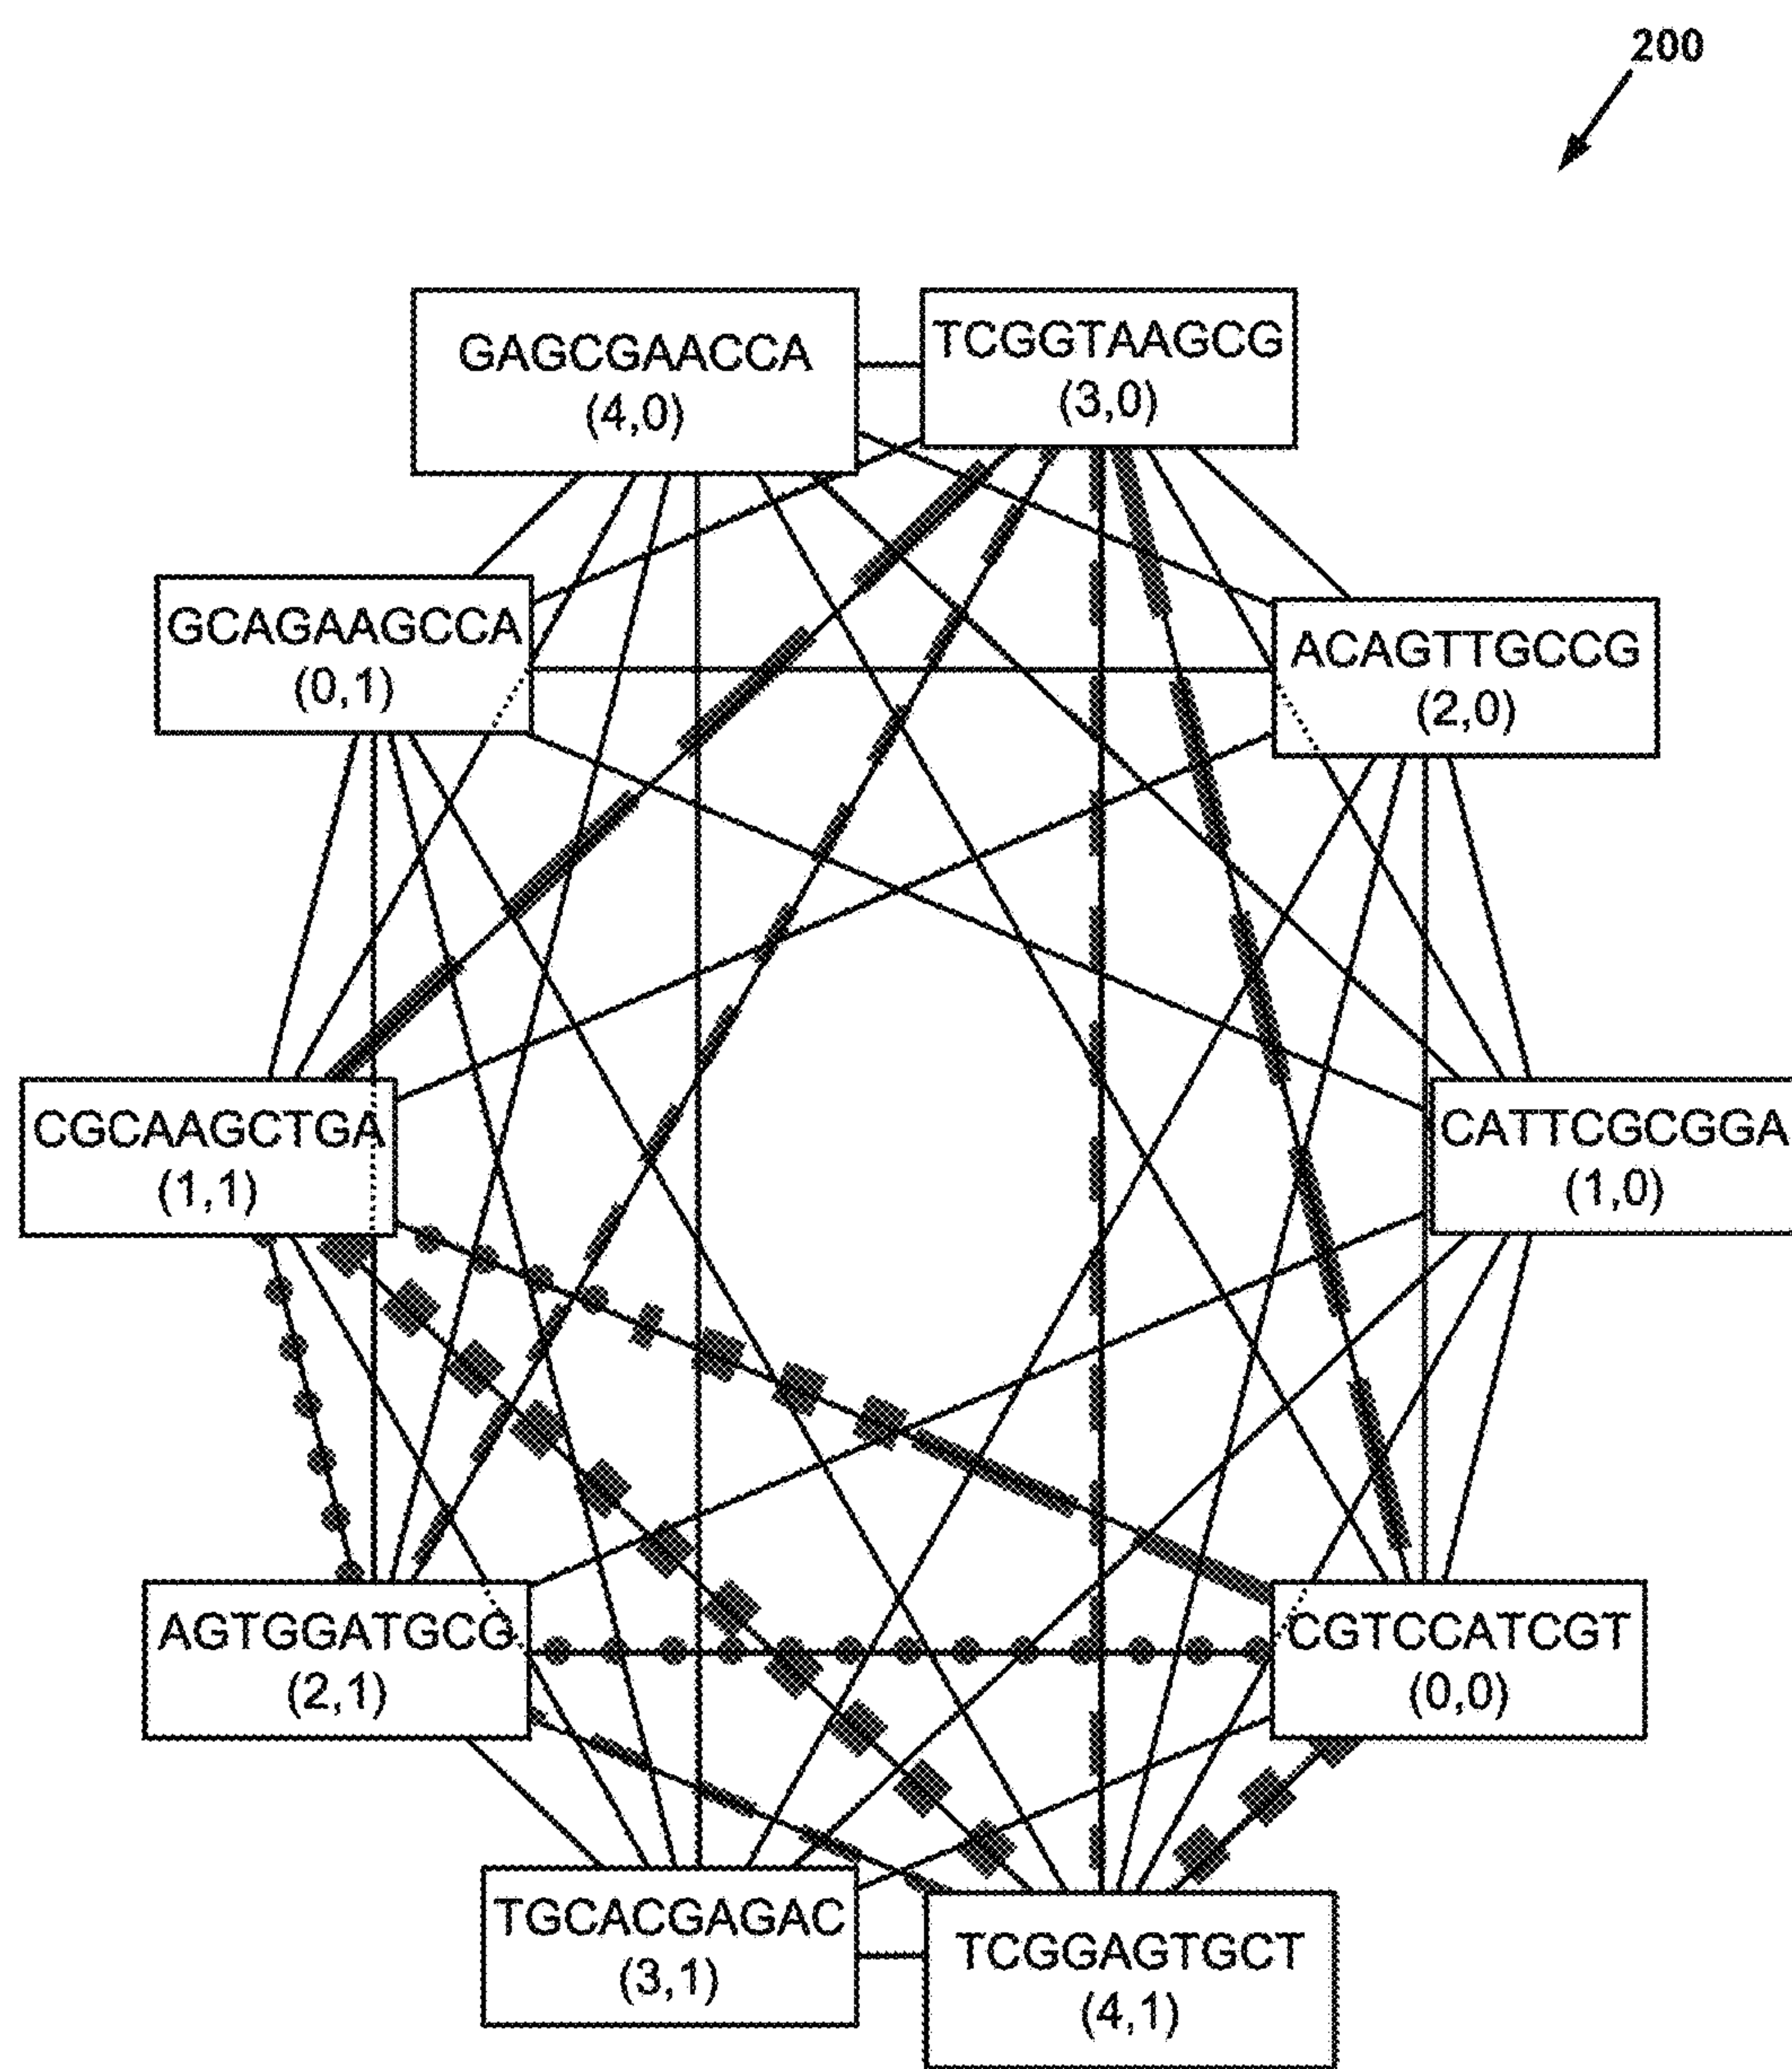 200
GAGCGAACCA
(4,0)
TCGGTAAGCG
(3,0)
GCAGAAGCCA
(0,1)
ACAGTTGCCG
(2,0)
CGCAAGCTGA
(1,1)
CATTCGCGGA
(1,0)
AGTGGATGCG
(2,1)
CGTCCATCGT
(0,0)
TGCACGAGAC
(3,1)
TCGGAGTGCT
(4,1)